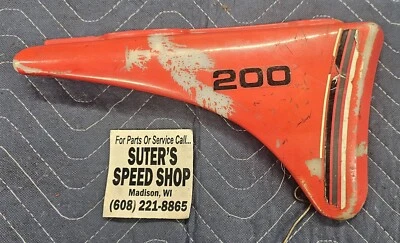 200
For Parts Or Service Call...
SUTER'S
SPEED SHOP
Madison, WI
(608) 221-8865